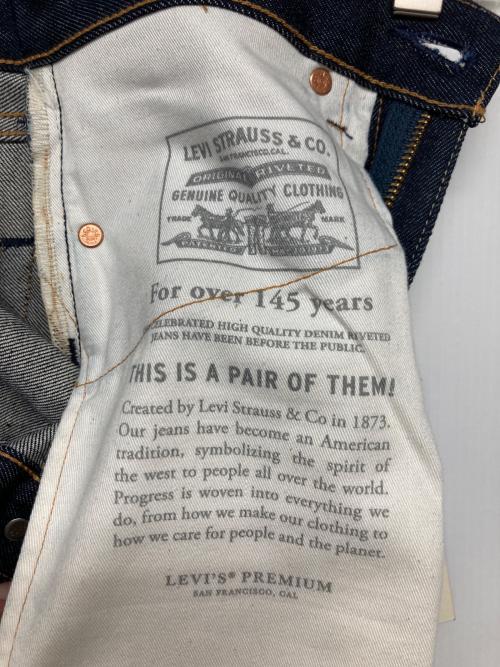 LEVI STRAUSS & CO.
SAN FRANCISCO, CAL.
ORIGINAL RIVETED
GENUINE QUALITY CLOTHING
TRADE MARK
For over 145 years
CELEBRATED HIGH QUALITY DENIM RIVETED
JEANS HAVE BEEN BEFORE THE PUBLIC.
THIS IS A PAIR OF THEM!
Created by Levi Strauss & Co in 1873.
Our jeans have become an American
tradition, symbolizing the spirit of
the west to people all over the world.
Progress is woven into everything we
do, from how we make our clothing to
how we care for people and the planet.
LEVI'S® PREMIUM
SAN FRANCISCO, CAL